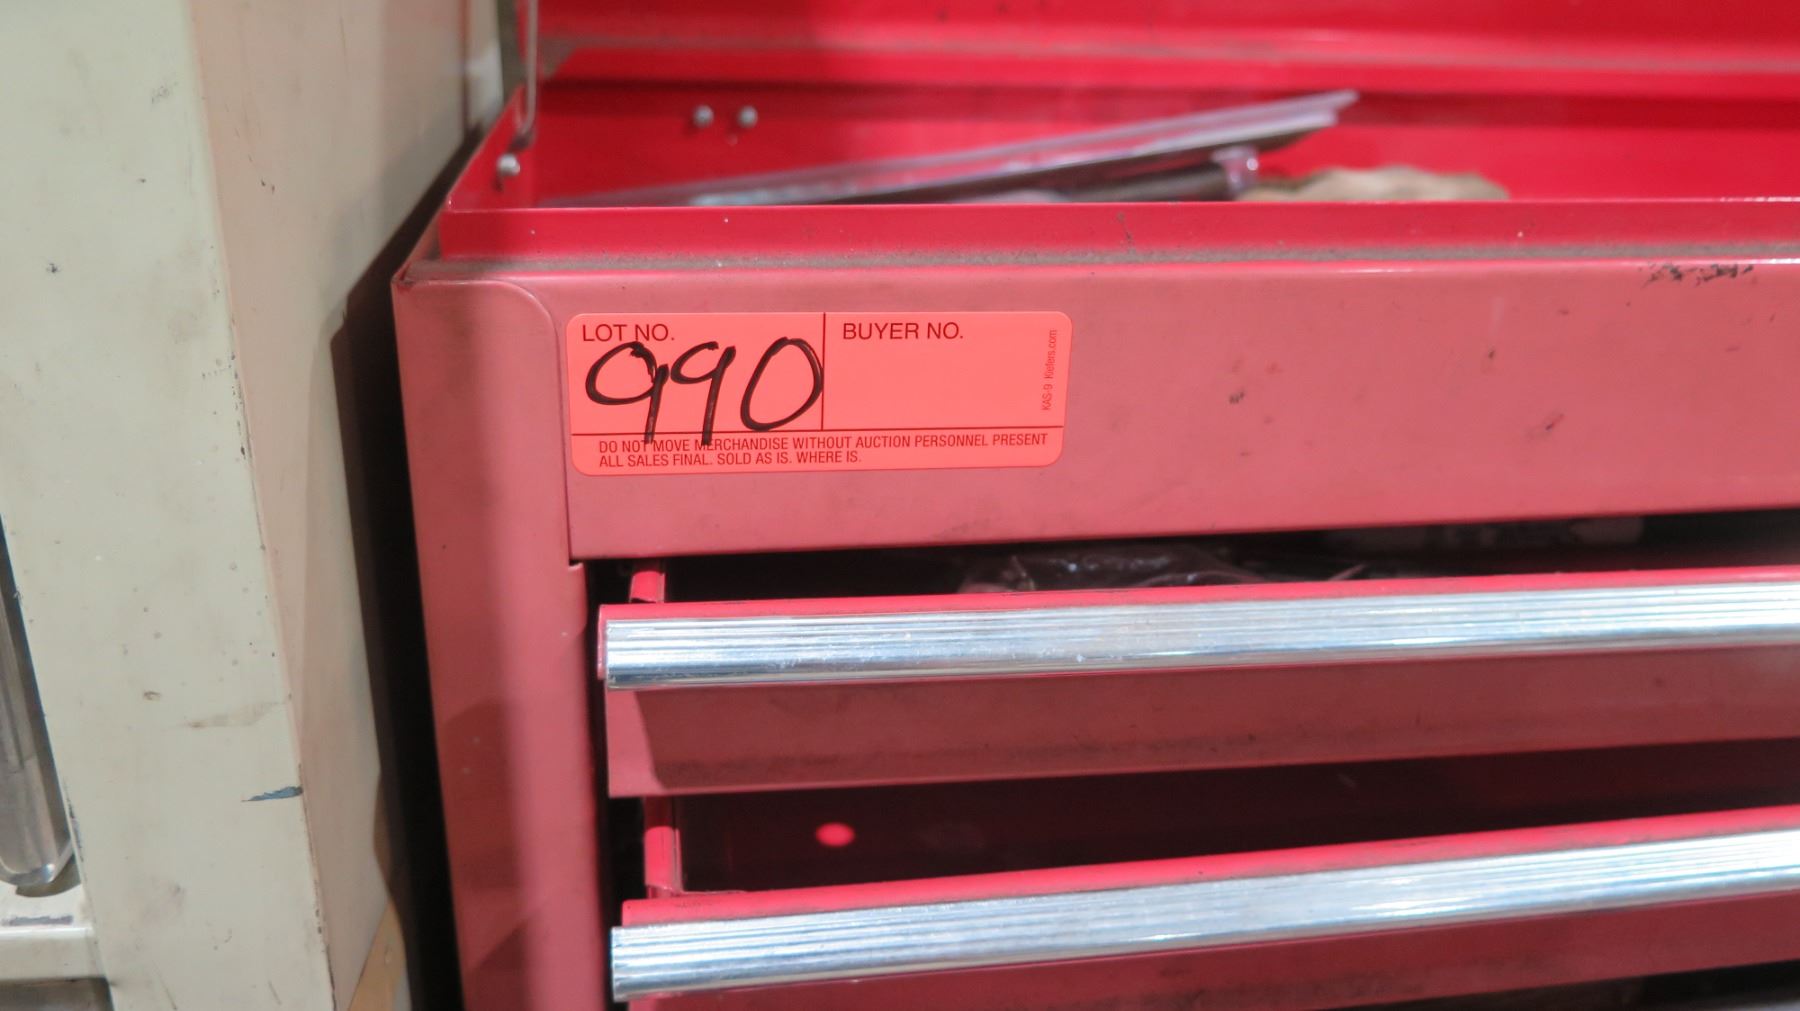 LOT NO.
990
BUYER NO.
KAS-9 Kiefers.com
DO NOT MOVE MERCHANDISE WITHOUT AUCTION PERSONNEL PRESENT
ALL SALES FINAL. SOLD AS IS. WHERE IS.